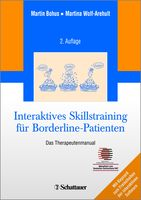 Martin Bohus • Martina Wolf-Arehult
2. Auflage
Interaktives Skillstraining
für Borderline-Patienten
Das Therapeutenmanual
Schattauer